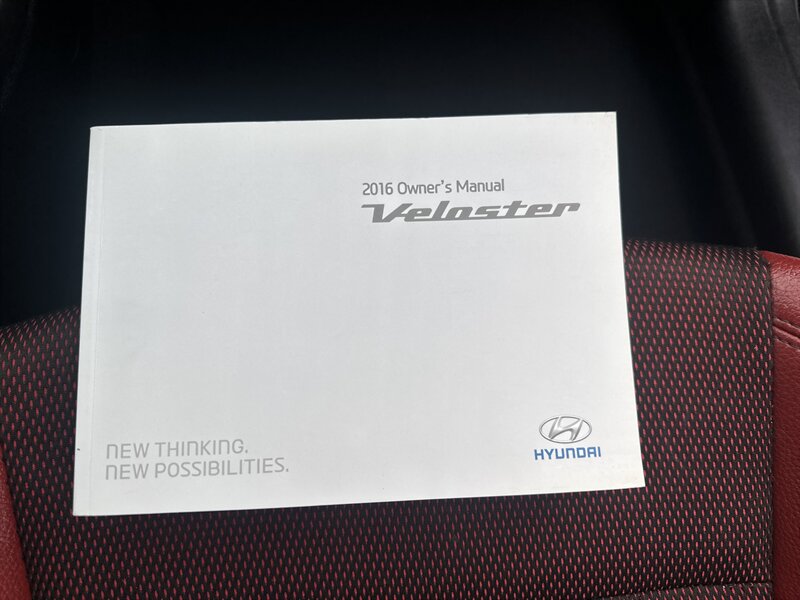 2016 Owner's Manual
Veloster
NEW THINKING.
NEW POSSIBILITIES.
HYUNDAI